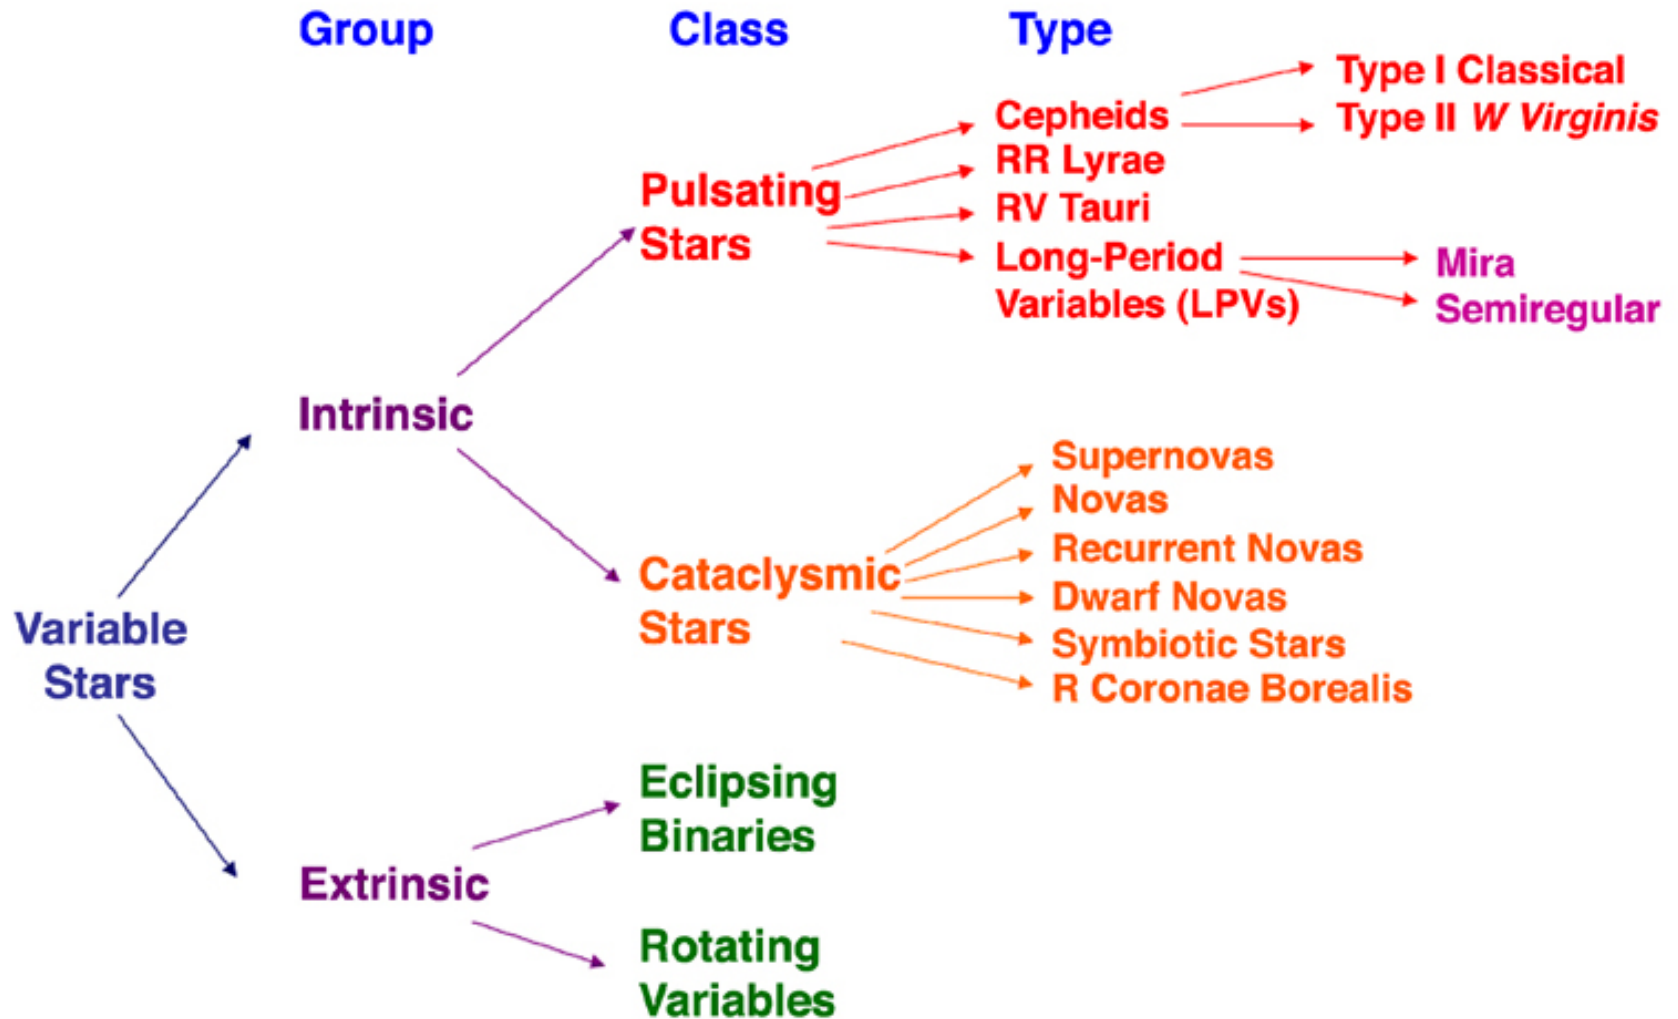 Group Class Type
Type I Classical
Cepheids
Type II W Virginis
RR Lyrae
Pulsating
Stars
RV Tauri
Long-Period
Variables (LPVs)
Mira
Semiregular
Intrinsic
Supernovas
Novas
Recurrent Novas
Cataclysmic
Stars
Dwarf Novas
Symbiotic Stars
R Coronae Borealis
Variable
Stars
Eclipsing
Binaries
Extrinsic
Rotating
Variables